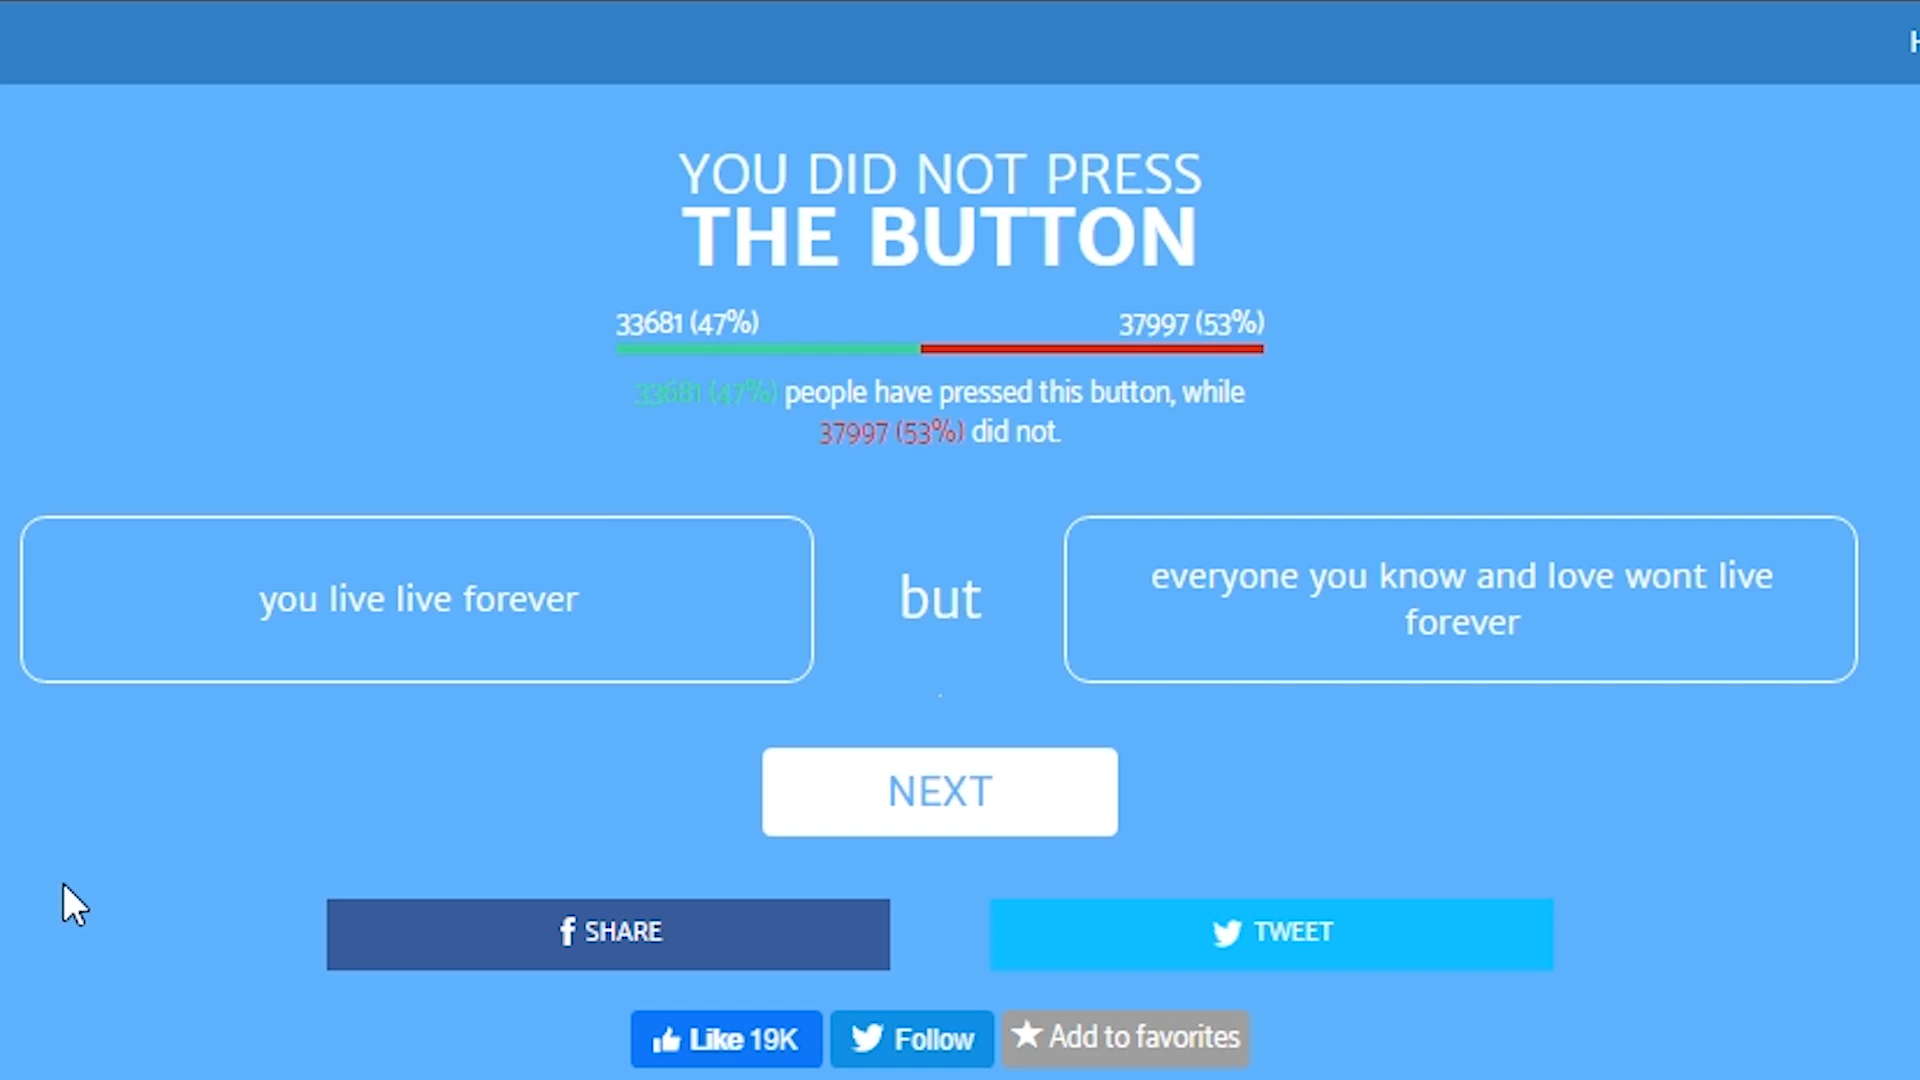 H
YOU DID NOT PRESS
THE BUTTON
33681 (47%) 37997 (53%)
33681 (47%) people have pressed this button, while
37997 (53%) did not.
you live live forever
but
everyone you know and love wont live
forever
NEXT
SHARE
TWEET
Like 19K
Follow
Add to favorites